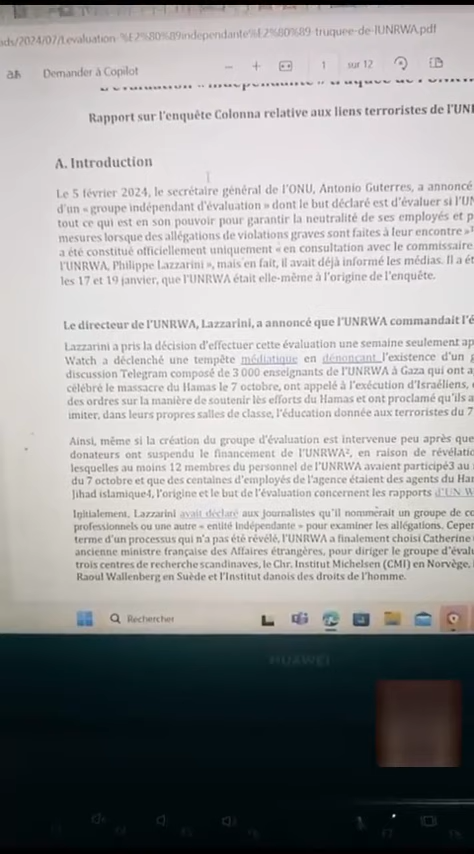 ads/2024/07/Levaluation-%E2%80%89independante%E2%80%89-truquee-de-lUNRWA.pdf
Demander à Copilot
1 sur 12
Rapport sur l'enquête Colonna relative aux liens terroristes de l'UN
A. Introduction
Le 5 février 2024, le secrétaire général de l'ONU, Antonio Guterres, a annoncé
d'un « groupe indépendant d'évaluation » dont le but déclaré est d'évaluer si l'UN
tout ce qui est en son pouvoir pour garantir la neutralité de ses employés et p
mesures lorsque des allégations de violations graves sont faites à leur encontre »1
a été constitué officiellement uniquement « en consultation avec le commissaire
l'UNRWA, Philippe Lazzarini », mais en fait, il avait déjà informé les médias. Il a ét
les 17 et 19 janvier, que l'UNRWA était elle-même à l'origine de l'enquête.
Le directeur de l'UNRWA, Lazzarini, a annoncé que l'UNRWA commandait l'é
Lazzarini a pris la décision d'effectuer cette évaluation une semaine seulement ap
Watch a déclenché une tempête médiatique en dénonçant l'existence d'un g
discussion Telegram composé de 3 000 enseignants de l'UNRWA à Gaza qui ont a
célébré le massacre du Hamas le 7 octobre, ont appelé à l'exécution d'Israéliens,
des ordres sur la manière de soutenir les efforts du Hamas et ont proclamé qu'ils a
imiter, dans leurs propres salles de classe, l'éducation donnée aux terroristes du 7
Ainsi, même si la création du groupe d'évaluation est intervenue peu après que
donateurs ont suspendu le financement de l'UNRWA2, en raison de révélatio
lesquelles au moins 12 membres du personnel de l'UNRWA avaient participé3 au
du 7 octobre et que des centaines d'employés de l'agence étaient des agents du Ha
Jihad islamique4, l'origine et le but de l'évaluation concernent les rapports d'UN W
Initialement, Lazzarini avait déclaré aux journalistes qu'il nommerait un groupe de co
professionnels ou une autre « entité indépendante » pour examiner les allégations. Cepe
terme d'un processus qui n'a pas été révélé, l'UNRWA a finalement choisi Catherine
ancienne ministre française des Affaires étrangères, pour diriger le groupe d'évalu
trois centres de recherche scandinaves, le Chr. Institut Michelsen (CMI) en Norvège,
Raoul Wallenberg en Suède et l'Institut danois des droits de l'homme.
Rechercher
HUAWEI